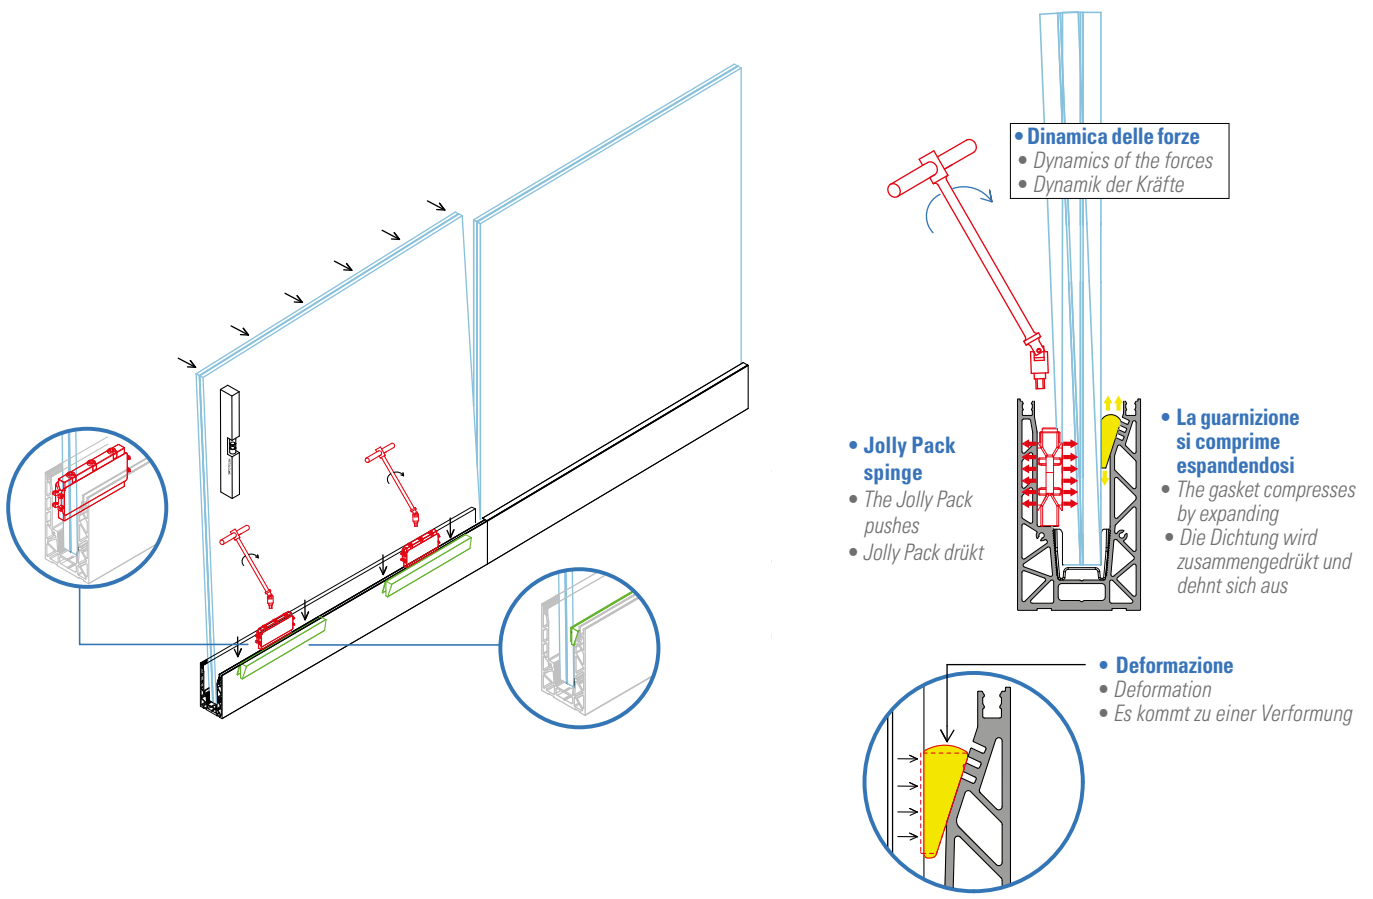 • Dinamica delle forze
• Dynamics of the forces
• Dynamik der Kräfte
• Jolly Pack
spinge
• The Jolly Pack
pushes
• Jolly Pack drükt
• La guarnizione
si comprime
espandendosi
• The gasket compresses
by expanding
• Die Dichtung wird
zusammengedrükt und
dehnt sich aus
• Deformazione
• Deformation
• Es kommt zu einer Verformung